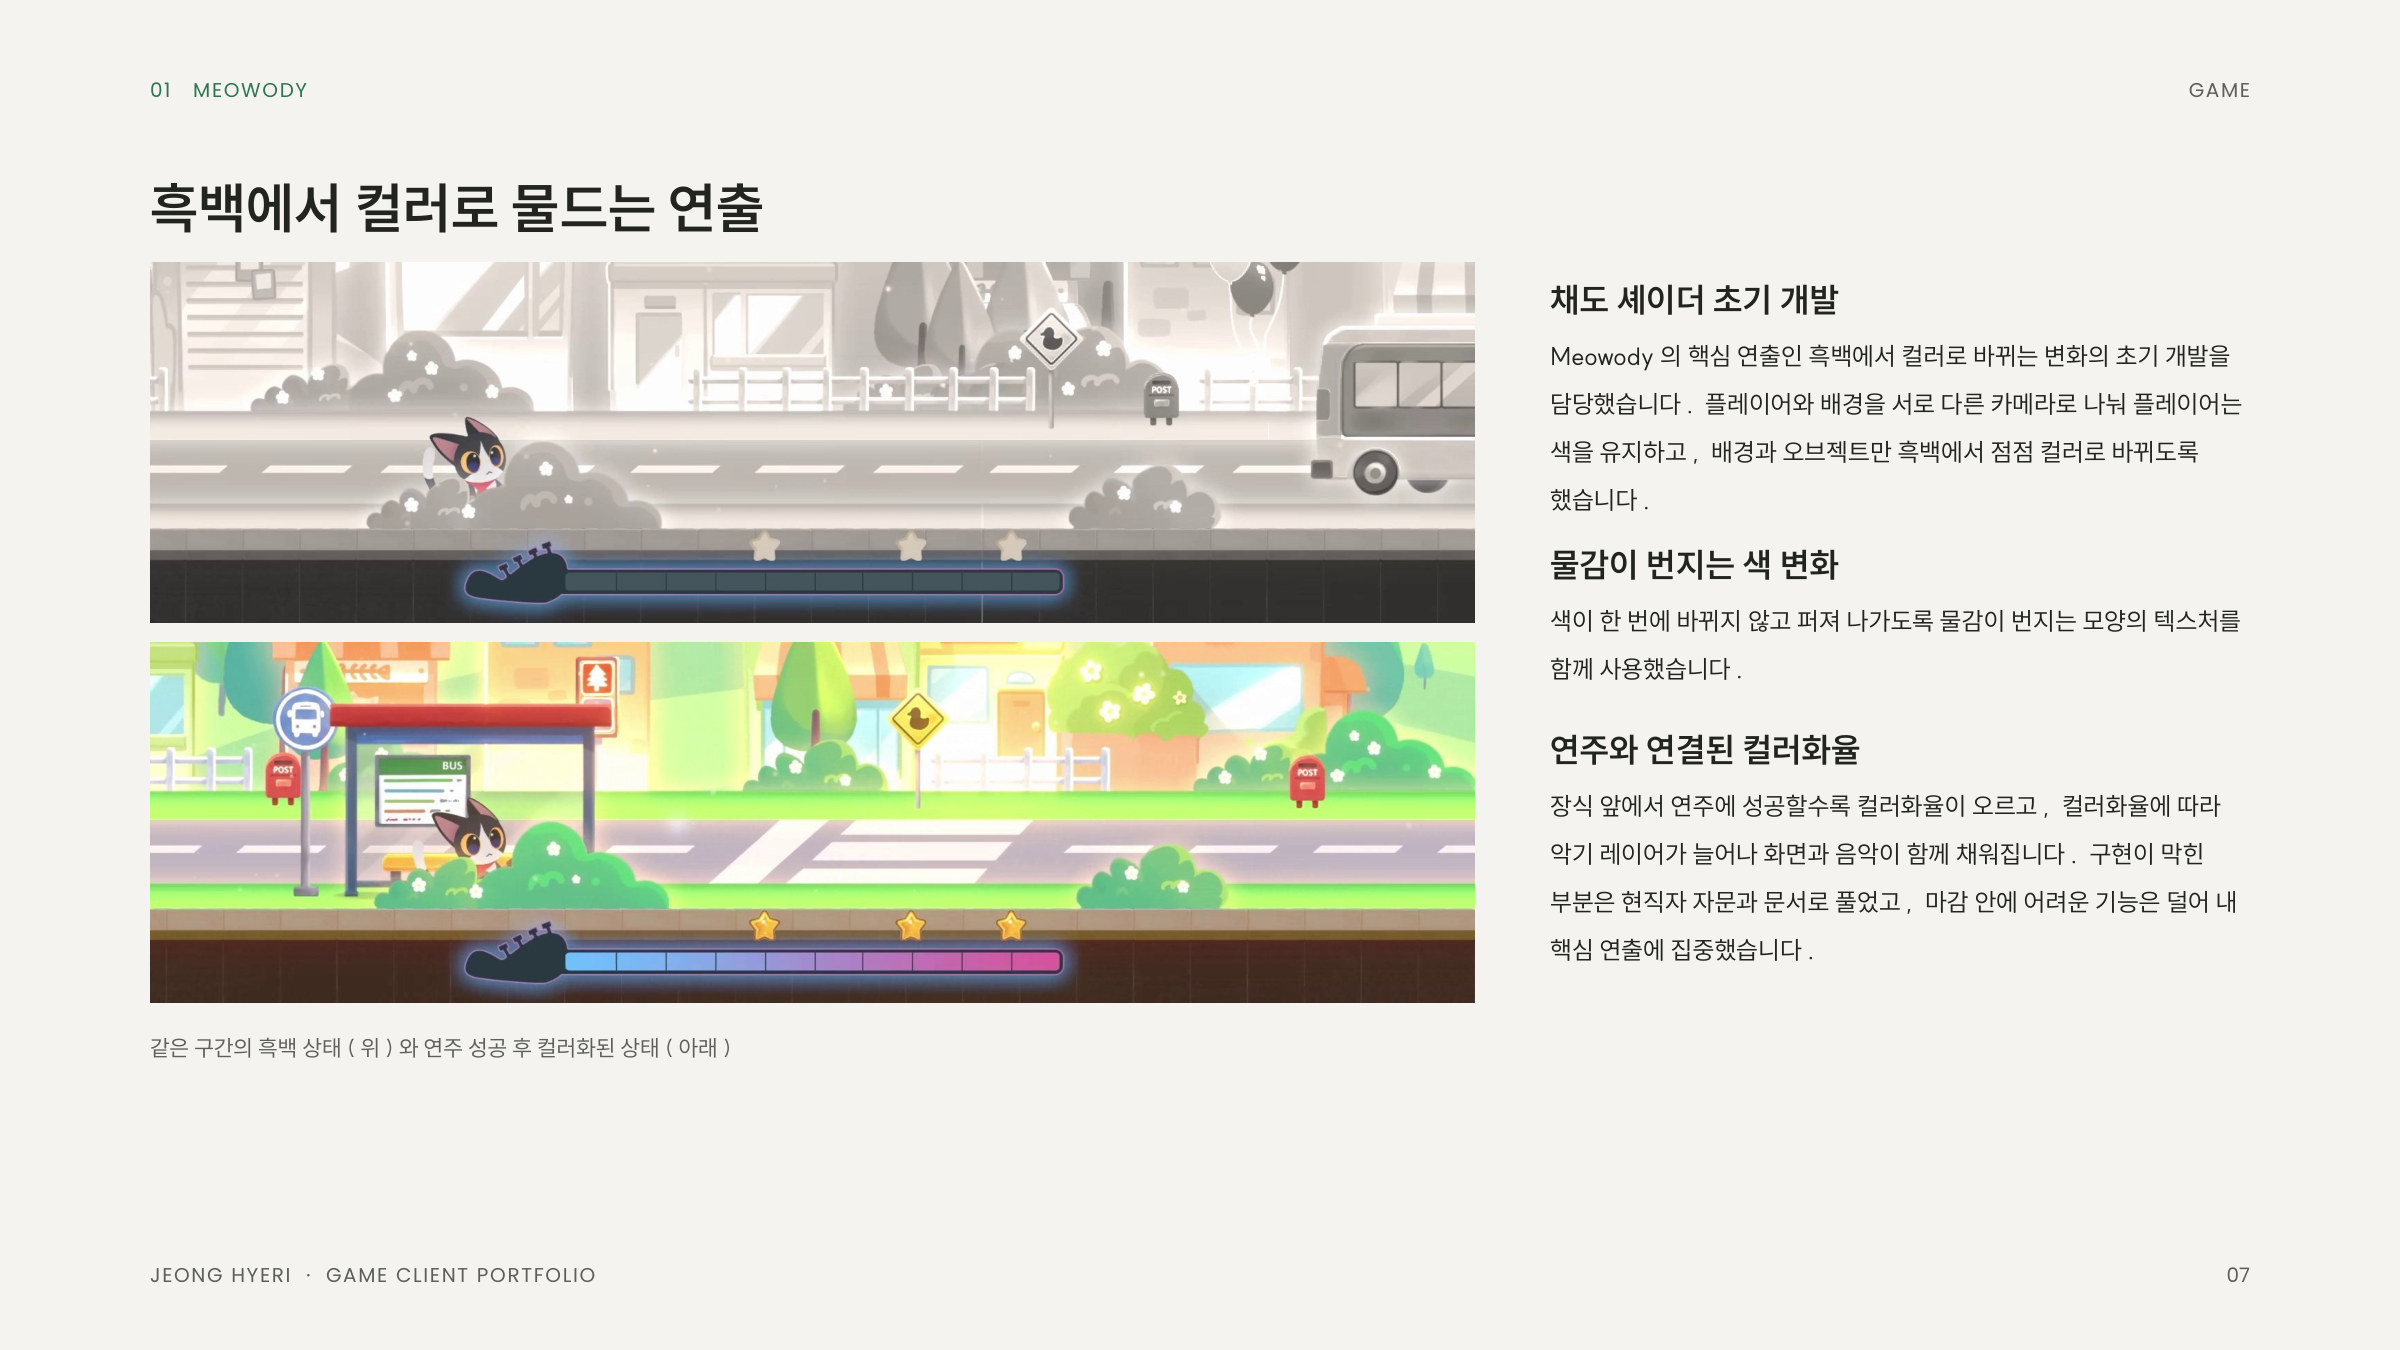 01 MEOWODY
GAME
흑백에서 컬러로 물드는 연출
POST
BUS
POST
POST
같은 구간의 흑백 상태 ( 위 ) 와 연주 성공 후 컬러화된 상태 ( 아래 )
채도 셰이더 초기 개발
Meowody 의 핵심 연출인 흑백에서 컬러로 바뀌는 변화의 초기 개발을
담당했습니다 . 플레이어와 배경을 서로 다른 카메라로 나눠 플레이어는
색을 유지하고 , 배경과 오브젝트만 흑백에서 점점 컬러로 바뀌도록
했습니다 .
물감이 번지는 색 변화
색이 한 번에 바뀌지 않고 퍼져 나가도록 물감이 번지는 모양의 텍스처를
함께 사용했습니다 .
연주와 연결된 컬러화율
장식 앞에서 연주에 성공할수록 컬러화율이 오르고 , 컬러화율에 따라
악기 레이어가 늘어나 화면과 음악이 함께 채워집니다 . 구현이 막힌
부분은 현직자 자문과 문서로 풀었고 , 마감 안에 어려운 기능은 덜어 내
핵심 연출에 집중했습니다 .
JEONG HYERI · GAME CLIENT PORTFOLIO
07